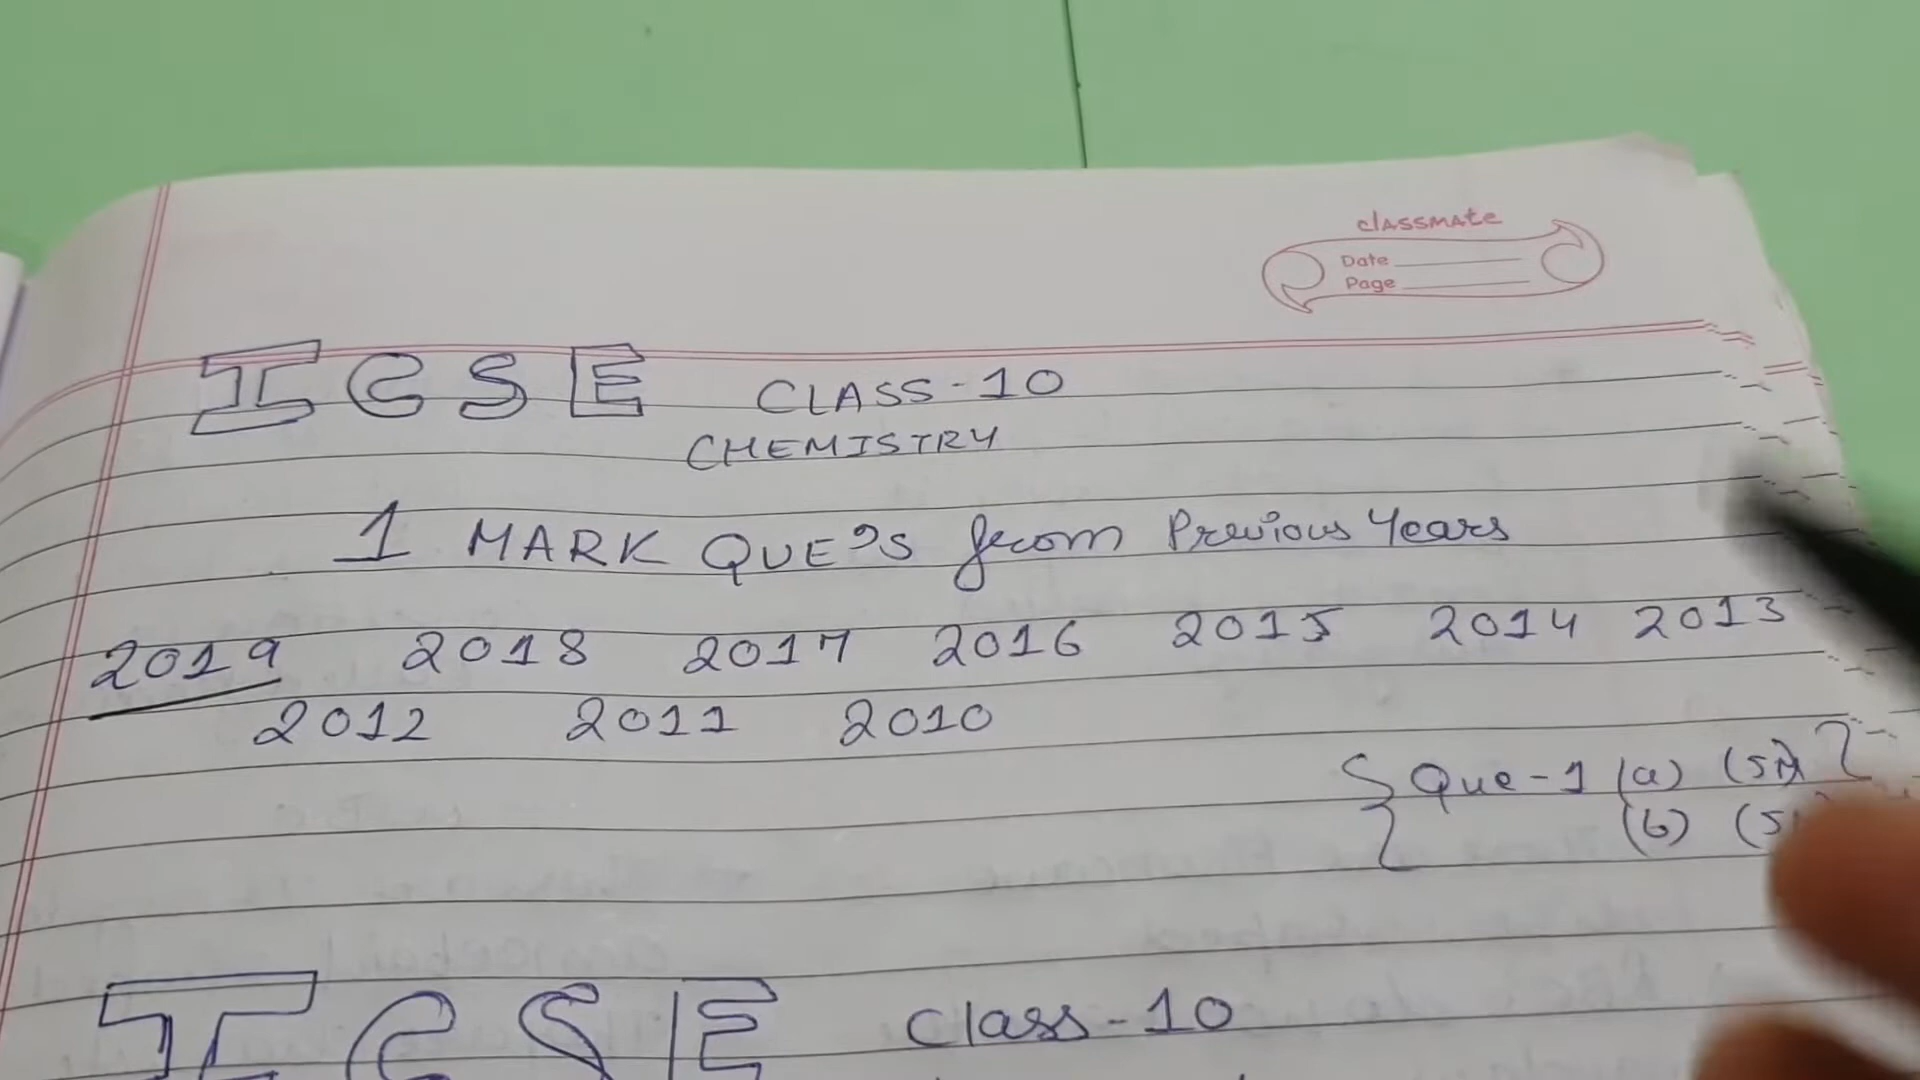 classmate
Date
Page
ICSE CLASS-10
CHEMISTRY
1 MARK QUE'S from Previous Years
2019 2018 2017 2016 2015 2014 2013
2012 2011 2010
Que-1 (a)
(b)
ICSE Class-10